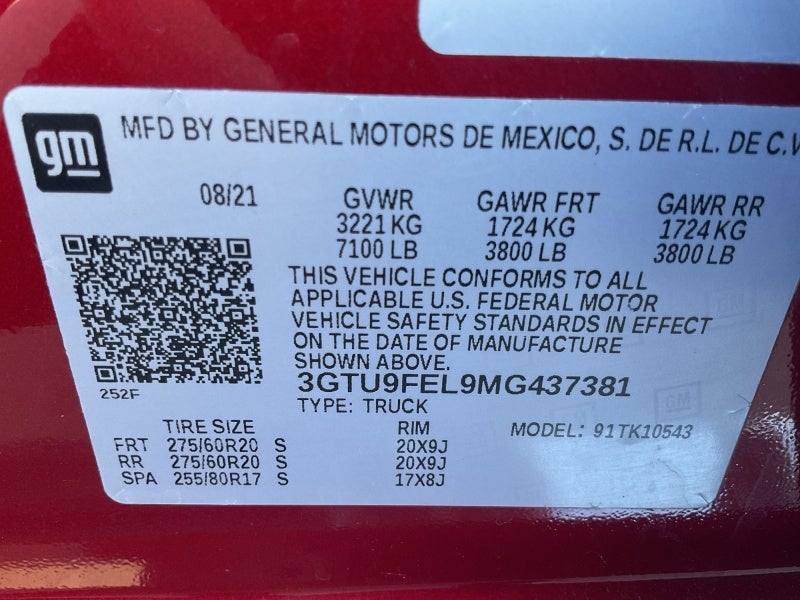 gm
MFD BY GENERAL MOTORS DE MEXICO, S. DE R.L. DE C.V
08/21 GVWR GAWR FRT GAWR RR
3221 KG 1724 KG 1724 KG
7100 LB 3800 LB 3800 LB
THIS VEHICLE CONFORMS TO ALL
APPLICABLE U.S. FEDERAL MOTOR
VEHICLE SAFETY STANDARDS IN EFFECT
ON THE DATE OF MANUFACTURE
SHOWN ABOVE.
3GTU9FEL9MG437381
252F
TYPE: TRUCK
TIRE SIZE RIM MODEL: 91TK10543
FRT 275/60R20 S 20X9J
RR 275/60R20 S 20X9J
SPA 255/80R17 S 17X8J